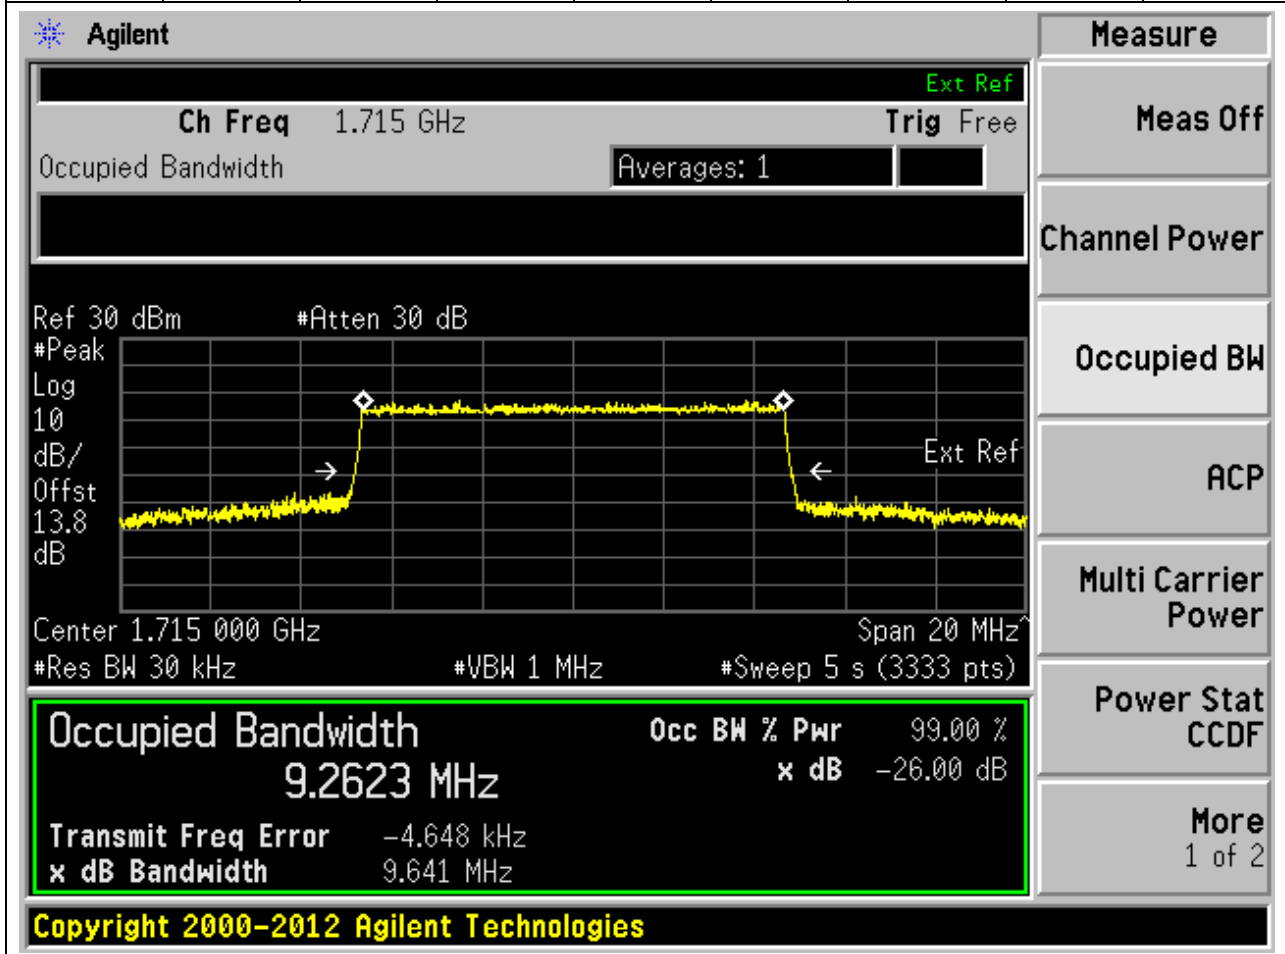 Agilent
Measure
Ext Ref
Ch Freq 1.715 GHz Trig Free
Meas Off
Occupied Bandwidth Averages: 1
Channel Power
Ref 30 dBm #Atten 30 dB
#Peak
Log
10
dB/
Offst
13.8
dB
Ext Ref
Occupied BW
ACP
Center 1.715 000 GHz Span 20 MHz^
#Res BW 30 kHz #VBW 1 MHz #Sweep 5 s (3333 pts)
Multi Carrier
Power
Occupied Bandwidth Occ BW % Pwr 99.00 %
9.2623 MHz x dB -26.00 dB
Transmit Freq Error -4.648 kHz
x dB Bandwidth 9.641 MHz
Power Stat
CCDF
More
1 of 2
Copyright 2000-2012 Agilent Technologies